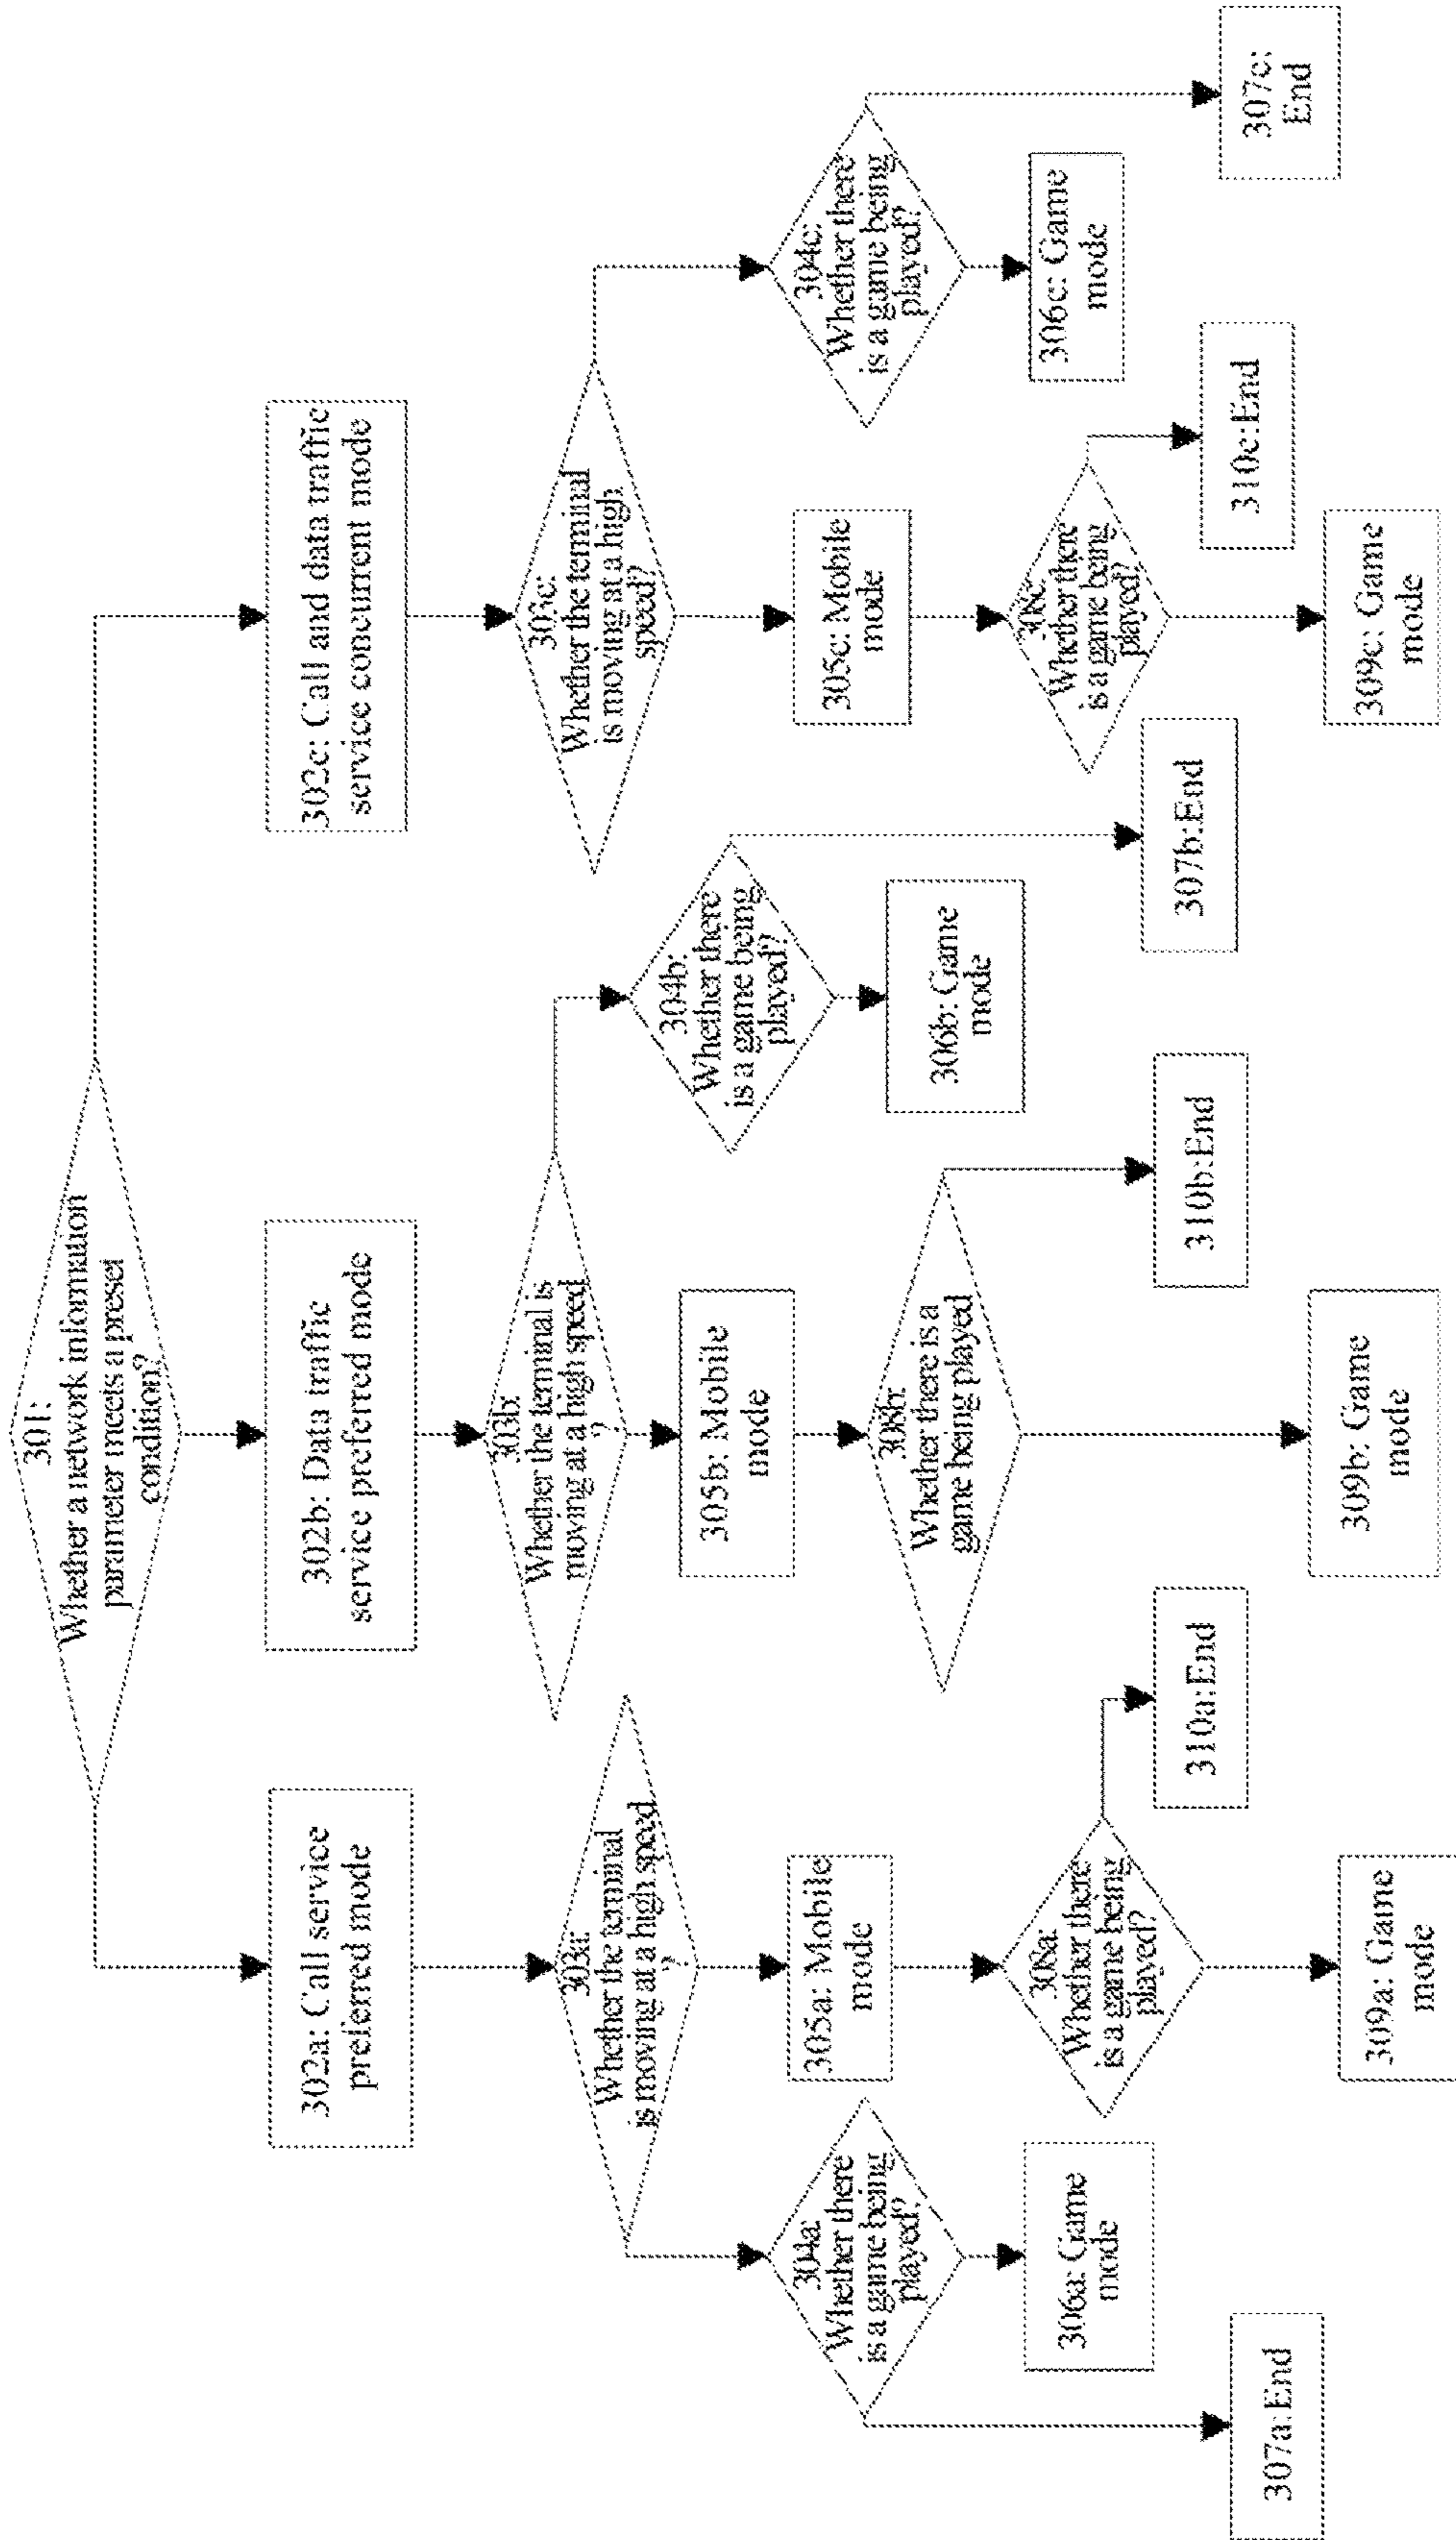 301:
Whether a network information
parameter meets a preset
condition?
302a: Call service
preferred mode
302b: Data traffic
service preferred mode
302c: Call and data traffic
service concurrent mode
303a:
Whether the terminal
is moving at a high speed
?
303b:
Whether the terminal is
moving at a high speed
?
303c:
Whether the terminal
is moving at a high
speed?
304a:
Whether there
is a game being
played?
305a: Mobile
mode
305b: Mobile
mode
304b:
Whether there
is a game being
played?
305c: Mobile
mode
304c:
Whether there
is a game being
played?
306a: Game
mode
308a:
Whether there
is a game being
played?
308b:
Whether there is a
game being played
306b: Game
mode
308c:
Whether there
is a game being
played?
306c: Game
mode
307a:End
310a:End
310b:End
307b:End
310c:End
307c:
End
309a: Game
mode
309b: Game
mode
309c: Game
mode